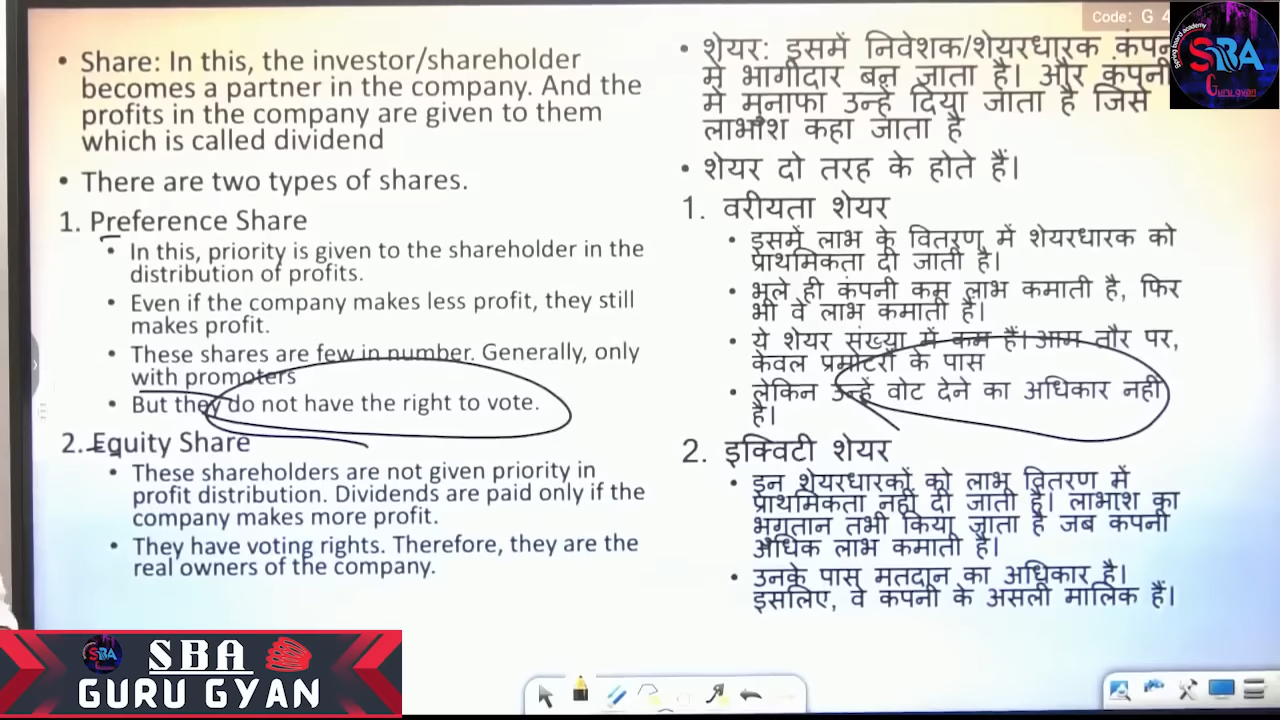 Code: G 4
Spring board academy
SBA
Guru gyan
• Share: In this, the investor/shareholder
becomes a partner in the company. And the
profits in the company are given to them
which is called dividend
• There are two types of shares.
1. Preference Share
• In this, priority is given to the shareholder in the
distribution of profits.
• Even if the company makes less profit, they still
makes profit.
• These shares are few in number. Generally, only
with promoters
• But they do not have the right to vote.
2. Equity Share
• These shareholders are not given priority in
profit distribution. Dividends are paid only if the
company makes more profit.
• They have voting rights. Therefore, they are the
real owners of the company.
• शेयर: इसमें निवेशक/शेयरधारक कंपनी
में भागीदार बन जाता है। और कंपनी
में मुनाफा उन्हें दिया जाता है जिसे
लाभांश कहा जाता है
• शेयर दो तरह के होते हैं।
1. वरीयता शेयर
• इसमें लाभ के वितरण में शेयरधारक को
प्राथमिकता दी जाती है।
• भले ही कंपनी कम लाभ कमाती है, फिर
भी वे लाभ कमाती है।
• ये शेयर संख्या में कम हैं। आम तौर पर,
केवल प्रमोटरों के पास
• लेकिन उन्हें वोट देने का अधिकार नहीं
है।
2. इक्विटी शेयर
• इन शेयरधारकों को लाभ वितरण में
प्राथमिकता नहीं दी जाती है। लाभांश का
भुगतान तभी किया जाता है जब कंपनी
अधिक लाभ कमाती है।
• उनके पास मतदान का अधिकार है।
इसलिए, वे कंपनी के असली मालिक हैं।
SBA
SBA
GURU GYAN